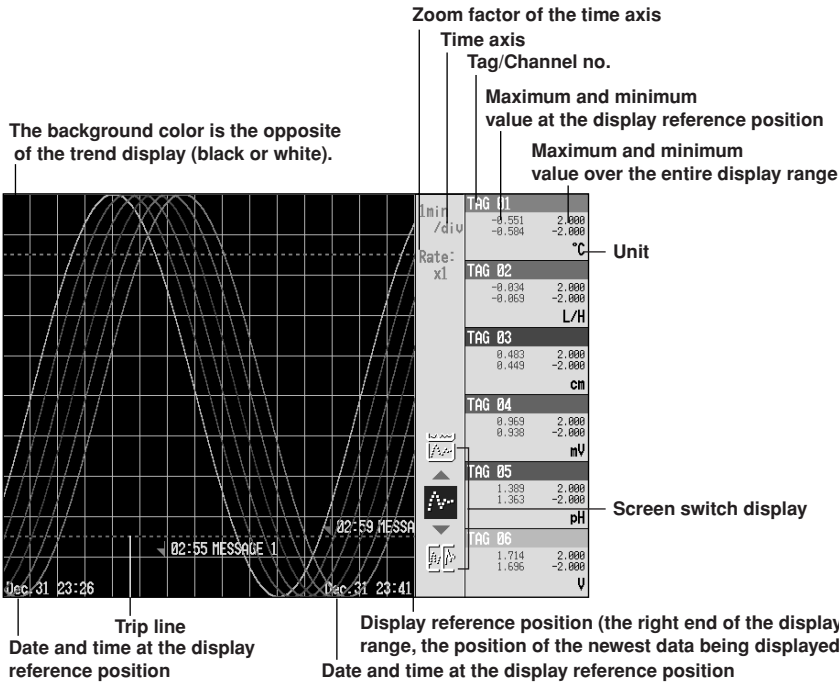 Zoom factor of the time axis
Time axis
Tag/Channel no.
Maximum and minimum
value at the display reference position
The background color is the opposite
of the trend display (black or white).
Maximum and minimum
value over the entire display range
1min
/div
Rate:
x1
TAG 01
-0.551 2.000
-0.584 -2.000
°C
Unit
TAG 02
-0.034 2.000
-0.069 -2.000
L/H
TAG 03
0.483 2.000
0.449 -2.000
cm
TAG 04
0.969 2.000
0.938 -2.000
mV
TAG 05
1.389 2.000
1.363 -2.000
pH
Screen switch display
TAG 06
1.714 2.000
1.696 -2.000
V
02:59 MESSA
02:55 MESSAGE 1
Dec.31 23:26
Dec.31 23:41
Trip line
Date and time at the display
reference position
Display reference position (the right end of the display
range, the position of the newest data being displayed
Date and time at the display reference position